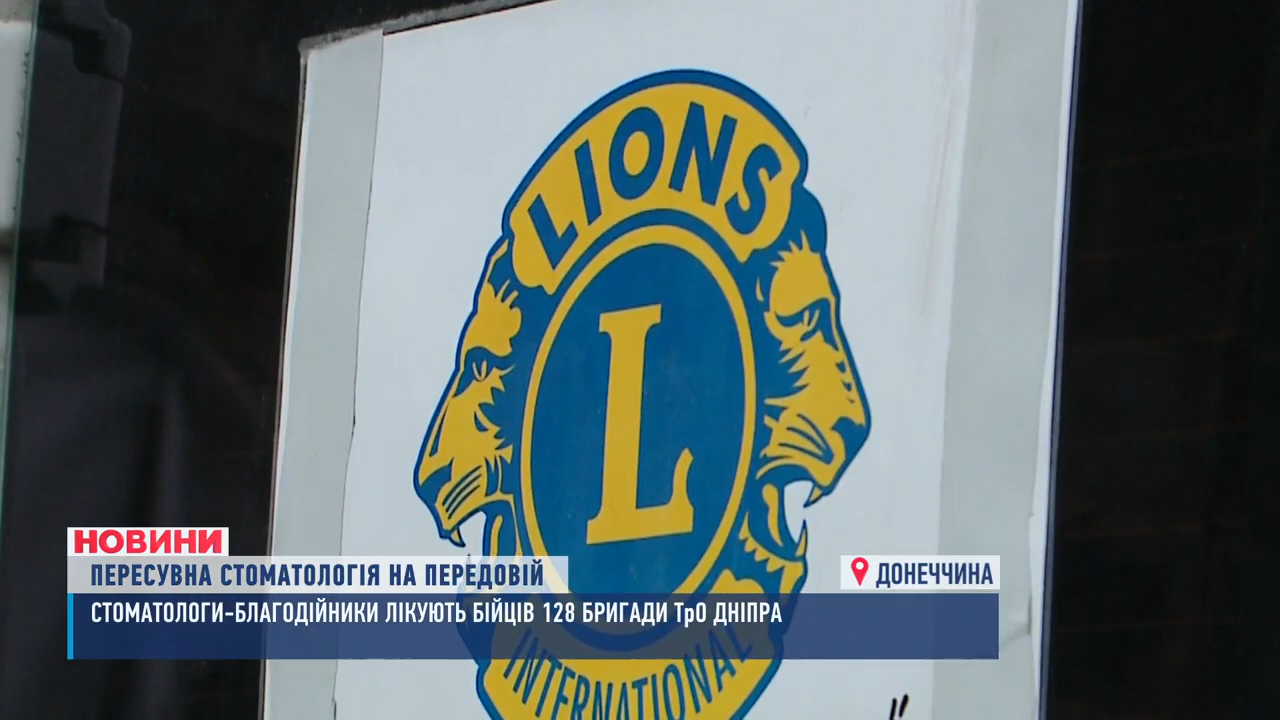 LIONS
L
INTERNATIONAL
НОВИНИ
ПЕРЕСУВНА СТОМАТОЛОГІЯ НА ПЕРЕДОВІЙ
ДОНЕЧЧИНА
СТОМАТОЛОГИ-БЛАГОДІЙНИКИ ЛІКУЮТЬ БІЙЦІВ 128 БРИГАДИ ТрО ДНІПРА